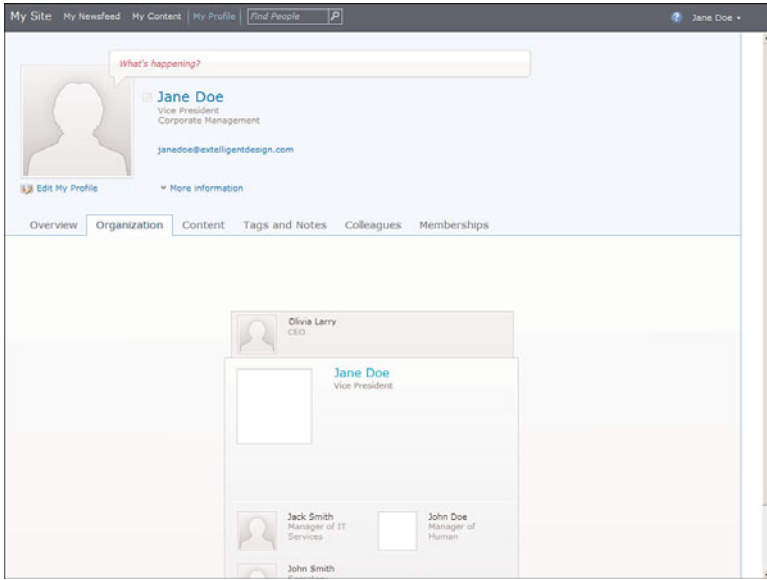 My Site My Newsfeed My Content My Profile Find People Jane Doe
What's happening?
Jane Doe
Vice President
Corporate Management
janedoe@extelligentdesign.com
Edit My Profile More information
Overview Organization Content Tags and Notes Colleagues Memberships
Olivia Larry
CEO
Jane Doe
Vice President
Jack Smith
Manager of IT
Services
John Doe
Manager of
Human
John Smith